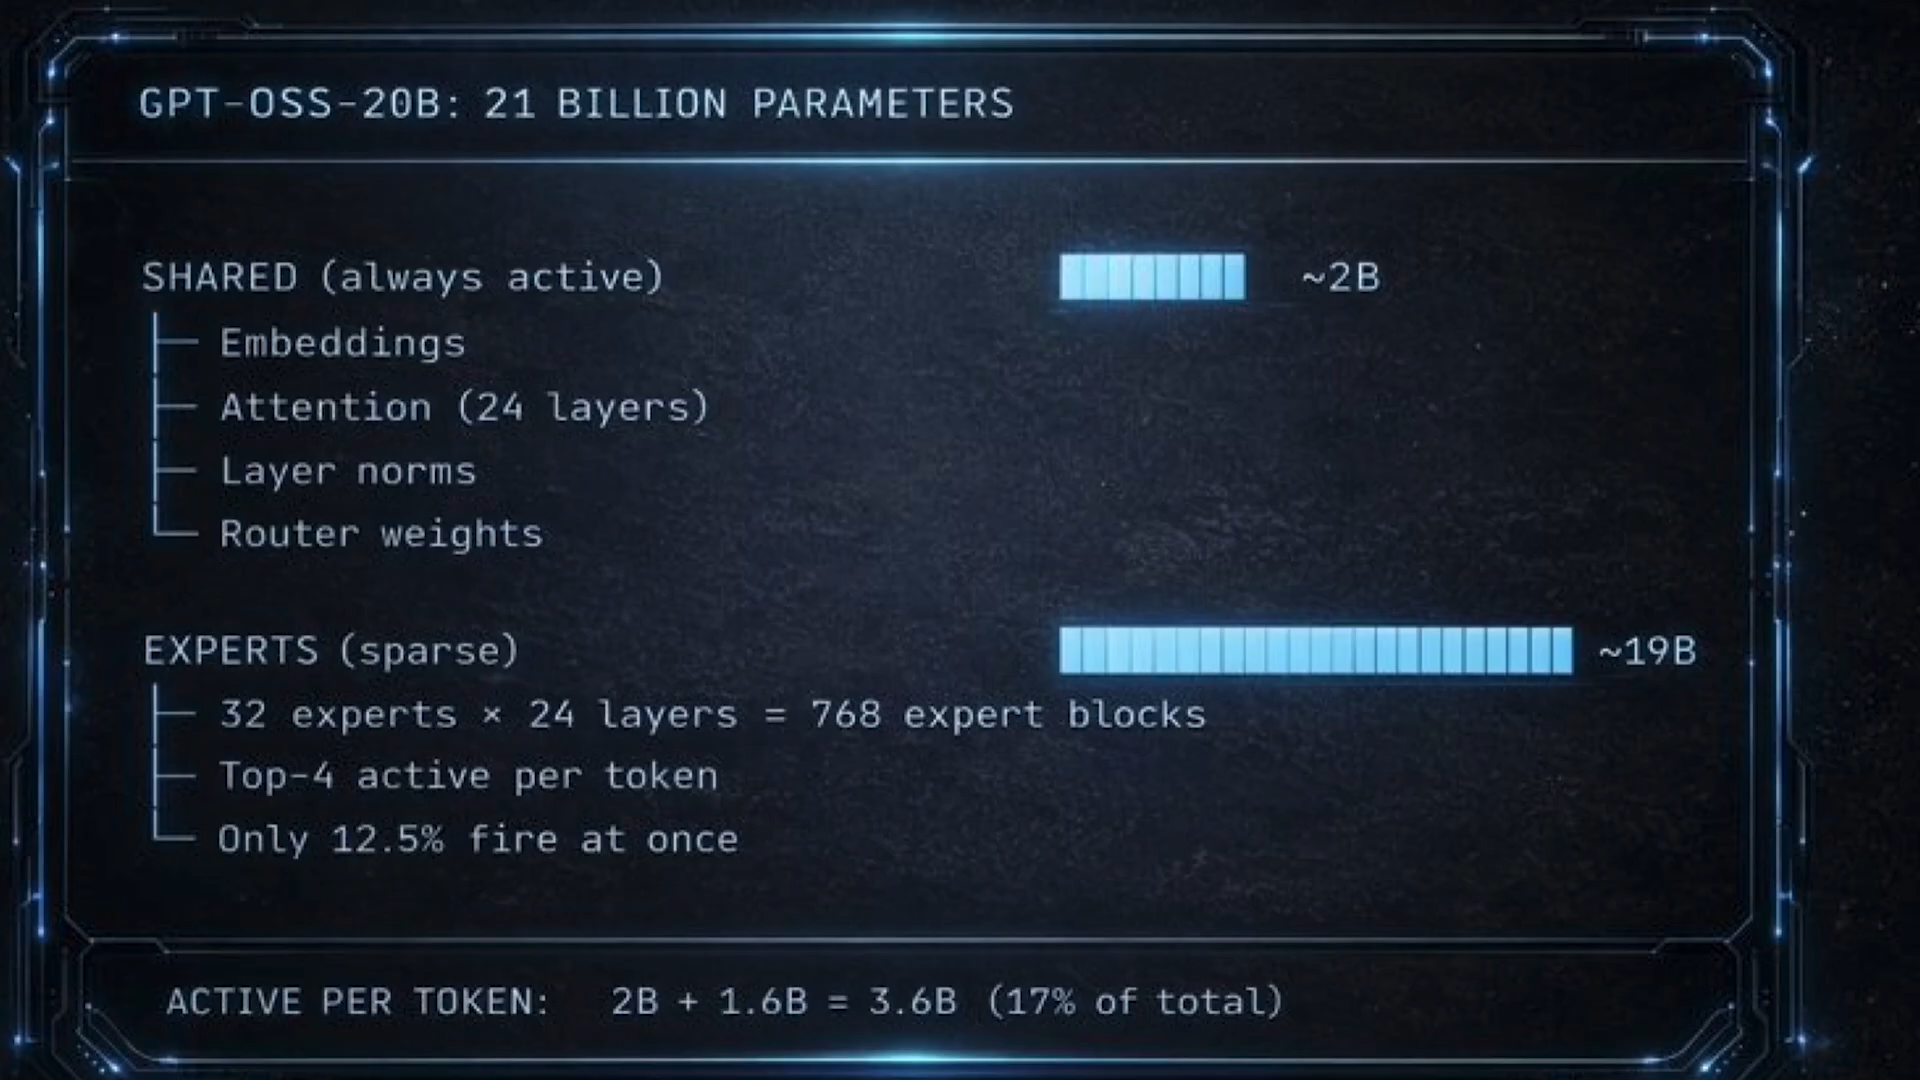 GPT-OSS-20B: 21 BILLION PARAMETERS
SHARED (always active) ~2B
Embeddings
Attention (24 layers)
Layer norms
Router weights
EXPERTS (sparse) ~19B
32 experts × 24 layers = 768 expert blocks
Top-4 active per token
Only 12.5% fire at once
ACTIVE PER TOKEN: 2B + 1.6B = 3.6B (17% of total)